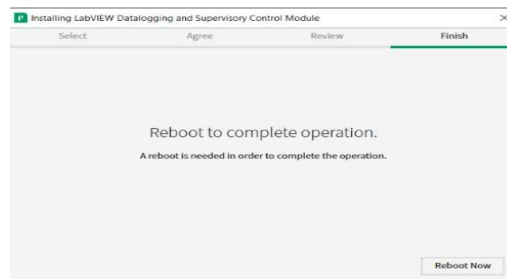 Installing LabVIEW Datalogging and Supervisory Control Module
Select Agree Review Finish
Reboot to complete operation.
A reboot is needed in order to complete the operation.
Reboot Now